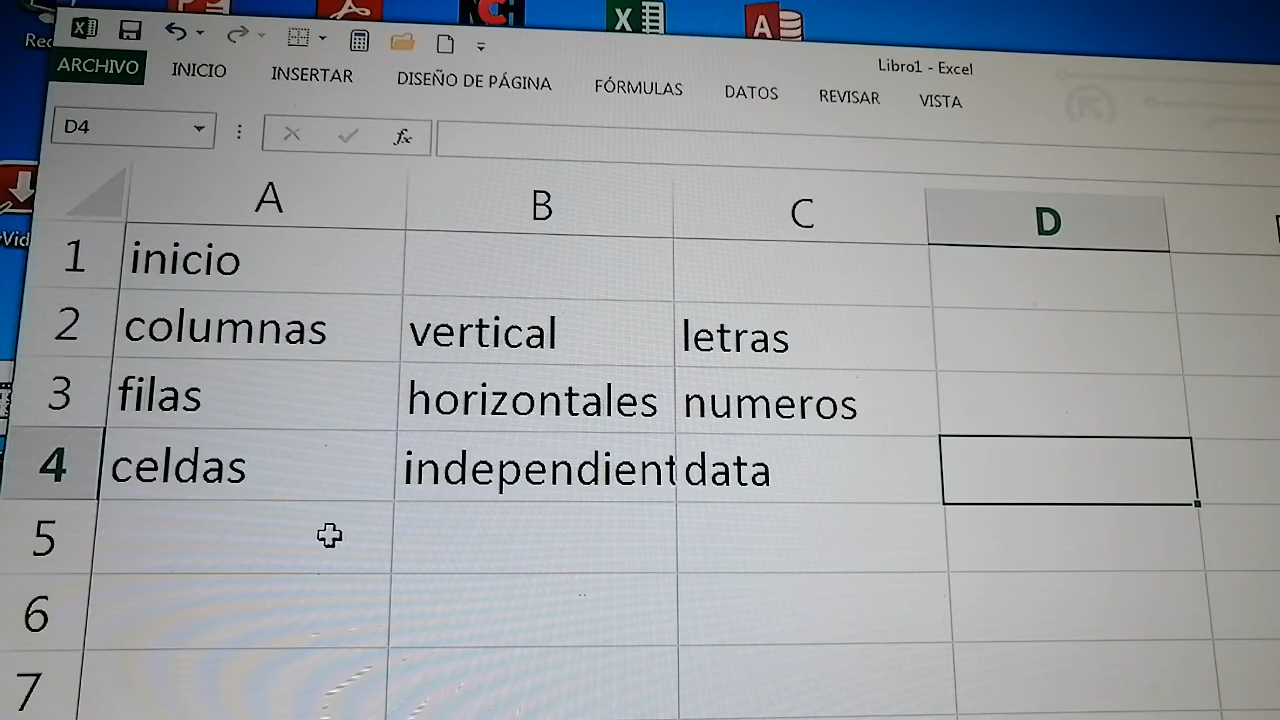 Libro1 - Excel
ARCHIVO INICIO INSERTAR DISEÑO DE PÁGINA FÓRMULAS DATOS REVISAR VISTA
D4 fx
A B C D
1 inicio
2 columnas vertical letras
3 filas horizontales numeros
4 celdas independient data
5
6
7